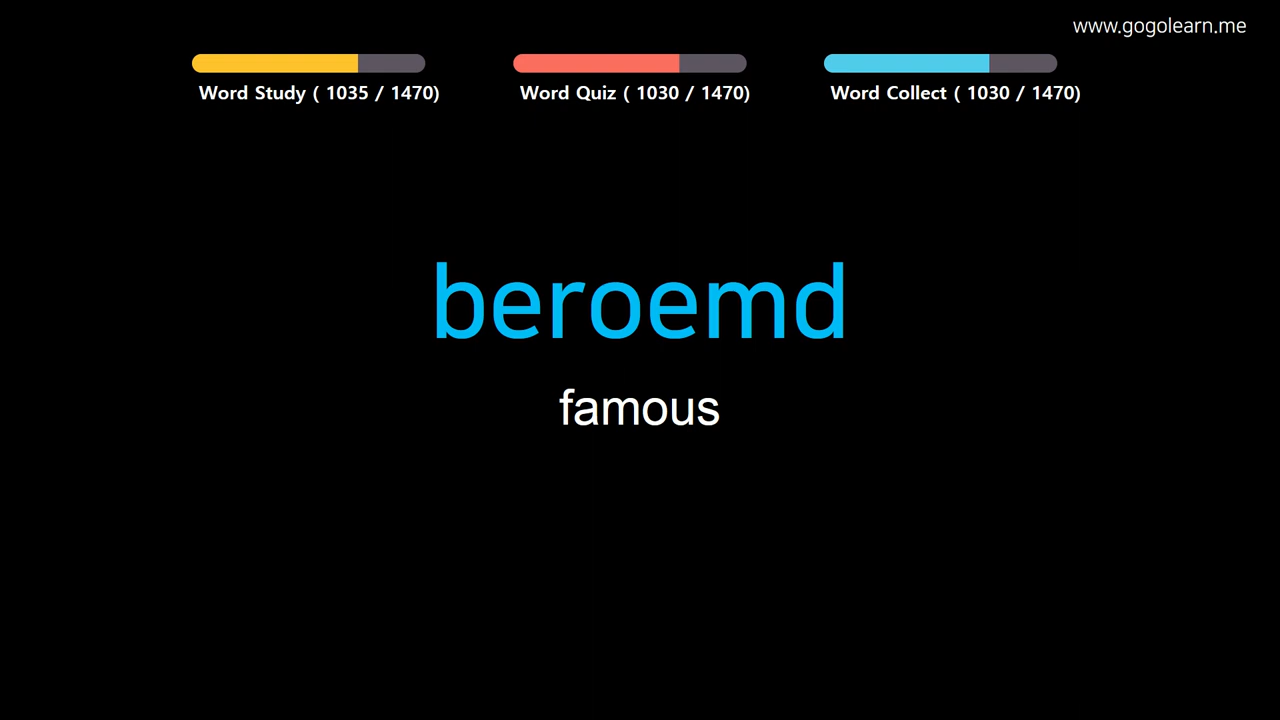 www.gogolearn.me
Word Study ( 1035 / 1470)
Word Quiz ( 1030 / 1470)
Word Collect ( 1030 / 1470)
beroemd
famous